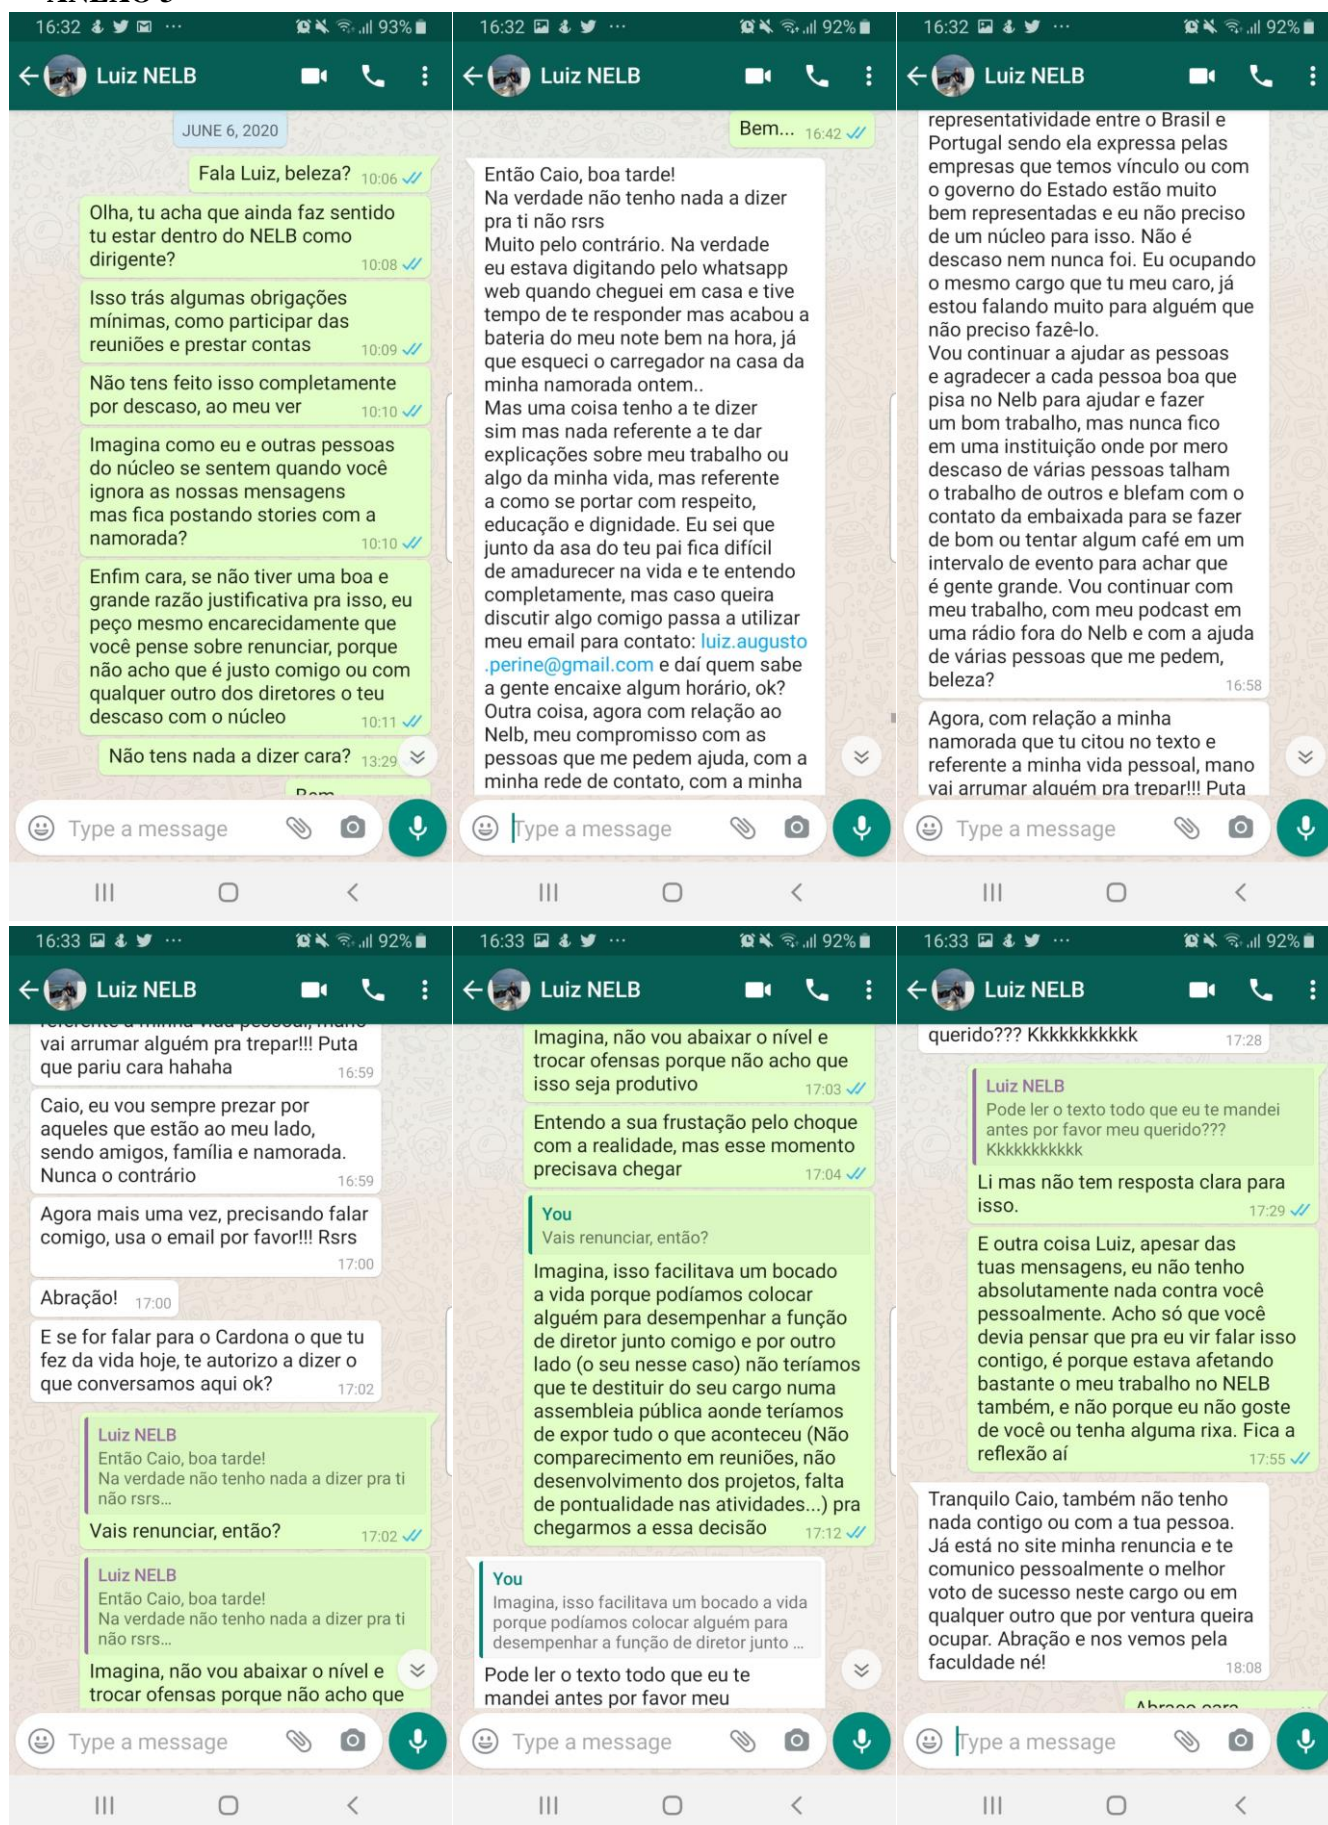 16:32 93%
Luiz NELB
JUNE 6, 2020
Fala Luiz, beleza? 10:06
Olha, tu acha que ainda faz sentido
tu estar dentro do NELB como
dirigente? 10:08
Isso trás algumas obrigações
mínimas, como participar das
reuniões e prestar contas 10:09
Não tens feito isso completamente
por descaso, ao meu ver 10:10
Imagina como eu e outras pessoas
do núcleo se sentem quando você
ignora as nossas mensagens
mas fica postando stories com a
namorada? 10:10
Enfim cara, se não tiver uma boa e
grande razão justificativa pra isso, eu
peço mesmo encarecidamente que
você pense sobre renunciar, porque
não acho que é justo comigo ou com
qualquer outro dos diretores o teu
descaso com o núcleo 10:11
Não tens nada a dizer cara? 13:29
Type a message
16:32 92%
Luiz NELB
Bem... 16:42
Então Caio, boa tarde!
Na verdade não tenho nada a dizer
pra ti não rsrs
Muito pelo contrário. Na verdade
eu estava digitando pelo whatsapp
web quando cheguei em casa e tive
tempo de te responder mas acabou a
bateria do meu note bem na hora, já
que esqueci o carregador na casa da
minha namorada ontem..
Mas uma coisa tenho a te dizer
sim mas nada referente a te dar
explicações sobre meu trabalho ou
algo da minha vida, mas referente
a como se portar com respeito,
educação e dignidade. Eu sei que
junto da asa do teu pai fica difícil
de amadurecer na vida e te entendo
completamente, mas caso queira
discutir algo comigo passa a utilizar
meu email para contato: luiz.augusto
.perine@gmail.com e daí quem sabe
a gente encaixe algum horário, ok?
Outra coisa, agora com relação ao
Nelb, meu compromisso com as
pessoas que me pedem ajuda, com a
minha rede de contato, com a minha
Type a message
16:32 92%
Luiz NELB
representatividade entre o Brasil e
Portugal sendo ela expressa pelas
empresas que temos vínculo ou com
o governo do Estado estão muito
bem representadas e eu não preciso
de um núcleo para isso. Não é
descaso nem nunca foi. Eu ocupando
o mesmo cargo que tu meu caro, já
estou falando muito para alguém que
não preciso fazê-lo.
Vou continuar a ajudar as pessoas
e agradecer a cada pessoa boa que
pisa no Nelb para ajudar e fazer
um bom trabalho, mas nunca fico
em uma instituição onde por mero
descaso de várias pessoas talham
o trabalho de outros e blefam com o
contato da embaixada para se fazer
de bom ou tentar algum café em um
intervalo de evento para achar que
é gente grande. Vou continuar com
meu trabalho, com meu podcast em
uma rádio fora do Nelb e com a ajuda
de várias pessoas que me pedem,
beleza? 16:58
Agora, com relação a minha
namorada que tu citou no texto e
referente a minha vida pessoal, mano
vai arrumar alguém pra trepar!!! Puta
Type a message
16:33 92%
Luiz NELB
referente a minha vida pessoal, mano
vai arrumar alguém pra trepar!!! Puta
que pariu cara hahaha 16:59
Caio, eu vou sempre prezar por
aqueles que estão ao meu lado,
sendo amigos, família e namorada.
Nunca o contrário 16:59
Agora mais uma vez, precisando falar
comigo, usa o email por favor!!! Rsrs
17:00
Abração! 17:00
E se for falar para o Cardona o que tu
fez da vida hoje, te autorizo a dizer o
que conversamos aqui ok? 17:02
Luiz NELB
Então Caio, boa tarde!
Na verdade não tenho nada a dizer pra ti
não rsrs...
Vais renunciar, então? 17:02
Luiz NELB
Então Caio, boa tarde!
Na verdade não tenho nada a dizer pra ti
não rsrs...
Imagina, não vou abaixar o nível e
trocar ofensas porque não acho que
Type a message
16:33 92%
Luiz NELB
Imagina, não vou abaixar o nível e
trocar ofensas porque não acho que
isso seja produtivo 17:03
Entendo a sua frustação pelo choque
com a realidade, mas esse momento
precisava chegar 17:04
You
Vais renunciar, então?
Imagina, isso facilitava um bocado
a vida porque podíamos colocar
alguém para desempenhar a função
de diretor junto comigo e por outro
lado (o seu nesse caso) não teríamos
que te destituir do seu cargo numa
assembleia pública aonde teríamos
de expor tudo o que aconteceu (Não
comparecimento em reuniões, não
desenvolvimento dos projetos, falta
de pontualidade nas atividades...) pra
chegarmos a essa decisão 17:12
You
Imagina, isso facilitava um bocado a vida
porque podíamos colocar alguém para
desempenhar a função de diretor junto ...
Pode ler o texto todo que eu te
mandei antes por favor meu
Type a message
16:33 92%
Luiz NELB
querido??? Kkkkkkkkkkk 17:28
Luiz NELB
Pode ler o texto todo que eu te mandei
antes por favor meu querido???
Kkkkkkkkkkk
Li mas não tem resposta clara para
isso. 17:29
E outra coisa Luiz, apesar das
tuas mensagens, eu não tenho
absolutamente nada contra você
pessoalmente. Acho só que você
devia pensar que pra eu vir falar isso
contigo, é porque estava afetando
bastante o meu trabalho no NELB
também, e não porque eu não goste
de você ou tenha alguma rixa. Fica a
reflexão aí 17:55
Tranquilo Caio, também não tenho
nada contigo ou com a tua pessoa.
Já está no site minha renuncia e te
comunico pessoalmente o melhor
voto de sucesso neste cargo ou em
qualquer outro que por ventura queira
ocupar. Abração e nos vemos pela
faculdade né! 18:08
Type a message